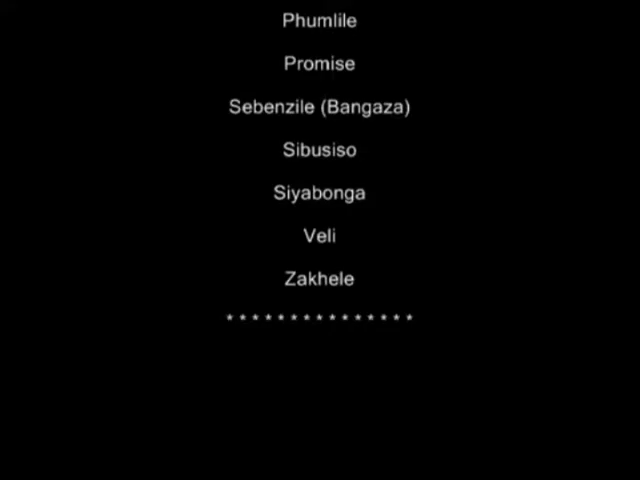 Phumlile
Promise
Sebenzile (Bangaza)
Sibusiso
Siyabonga
Veli
Zakhele
* * * * * * * * * * * * * * *